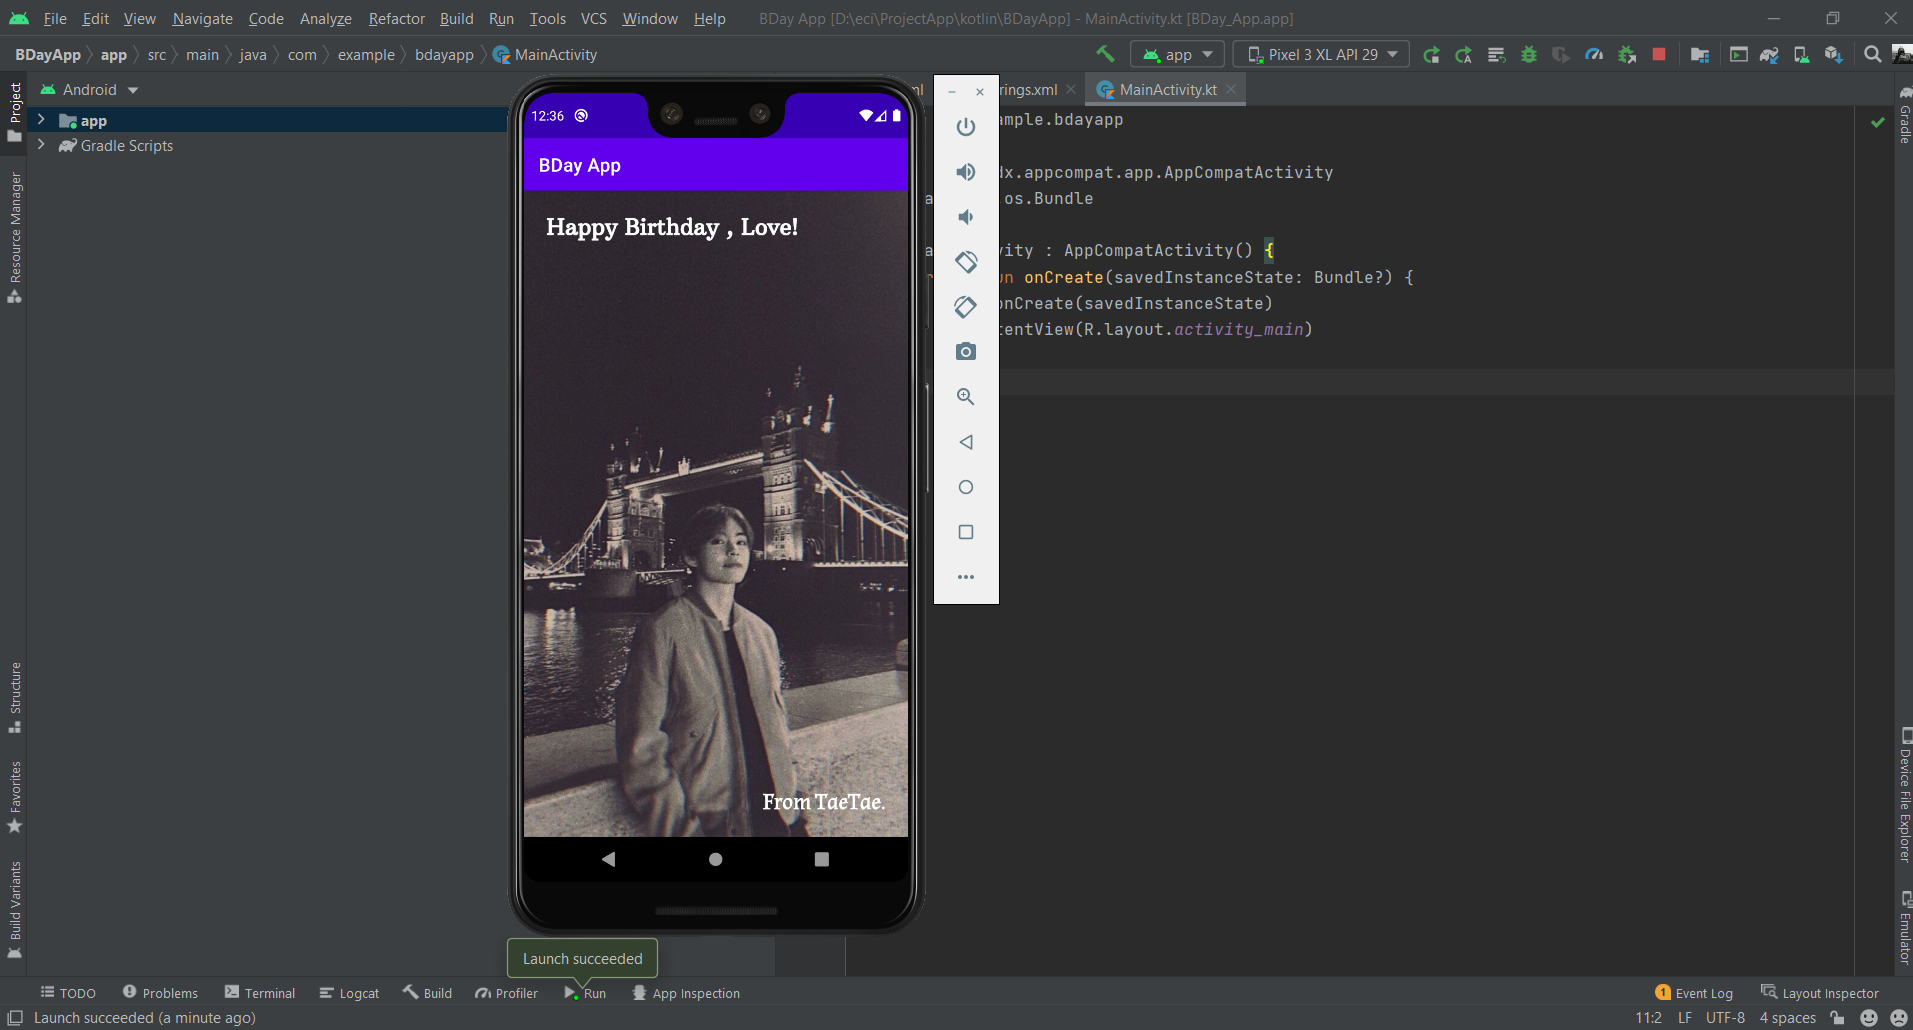 File Edit View Navigate Code Analyze Refactor Build Run Tools VCS Window Help BDay App [D:\eci\ProjectApp\kotlin\BDayApp] - MainActivity.kt [BDay_App.app]
BDayApp app src main java com example bdayapp MainActivity app Pixel 3 XL API 29
Android
ml rings.xml MainActivity.kt
app
Gradle Scripts
Project
Resource Manager
Structure
Favorites
Build Variants
12:36
BDay App
Happy Birthday , Love!
From TaeTae.
ample.bdayapp
dx.appcompat.app.AppCompatActivity
os.Bundle
vity : AppCompatActivity() {
un onCreate(savedInstanceState: Bundle?) {
onCreate(savedInstanceState)
tentView(R.layout.activity_main)
Gradle
Device File Explorer
Emulator
Launch succeeded
TODO Problems Terminal Logcat Build Profiler Run App Inspection 1 Event Log Layout Inspector
Launch succeeded (a minute ago) 11:2 LF UTF-8 4 spaces